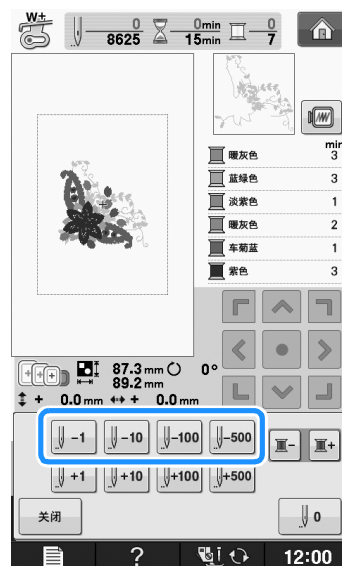 W+ 0 0min 0
8625 15min 7
min
暖灰色 3
蓝绿色 3
淡紫色 1
暖灰色 2
车菊蓝 1
紫色 3
87.3 mm 0°
89.2 mm
+ 0.0 mm + 0.0 mm
-1 -10 -100 -500
+1 +10 +100 +500
关闭 0
? 12:00